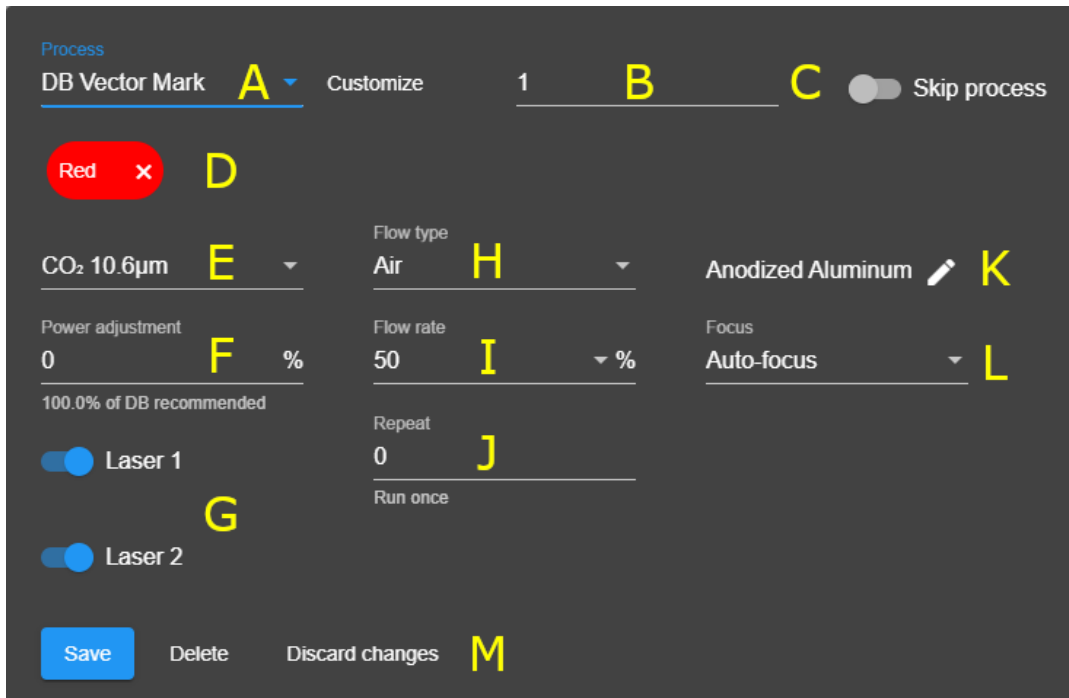 Process
DB Vector Mark A Customize 1 B C Skip process
Red × D
CO₂ 10.6μm E
Flow type
Air H
Anodized Aluminum K
Power adjustment
0 F %
100.0% of DB recommended
Flow rate
50 I %
Focus
Auto-focus L
Laser 1
Repeat
0 J
Run once
G
Laser 2
Save Delete Discard changes M